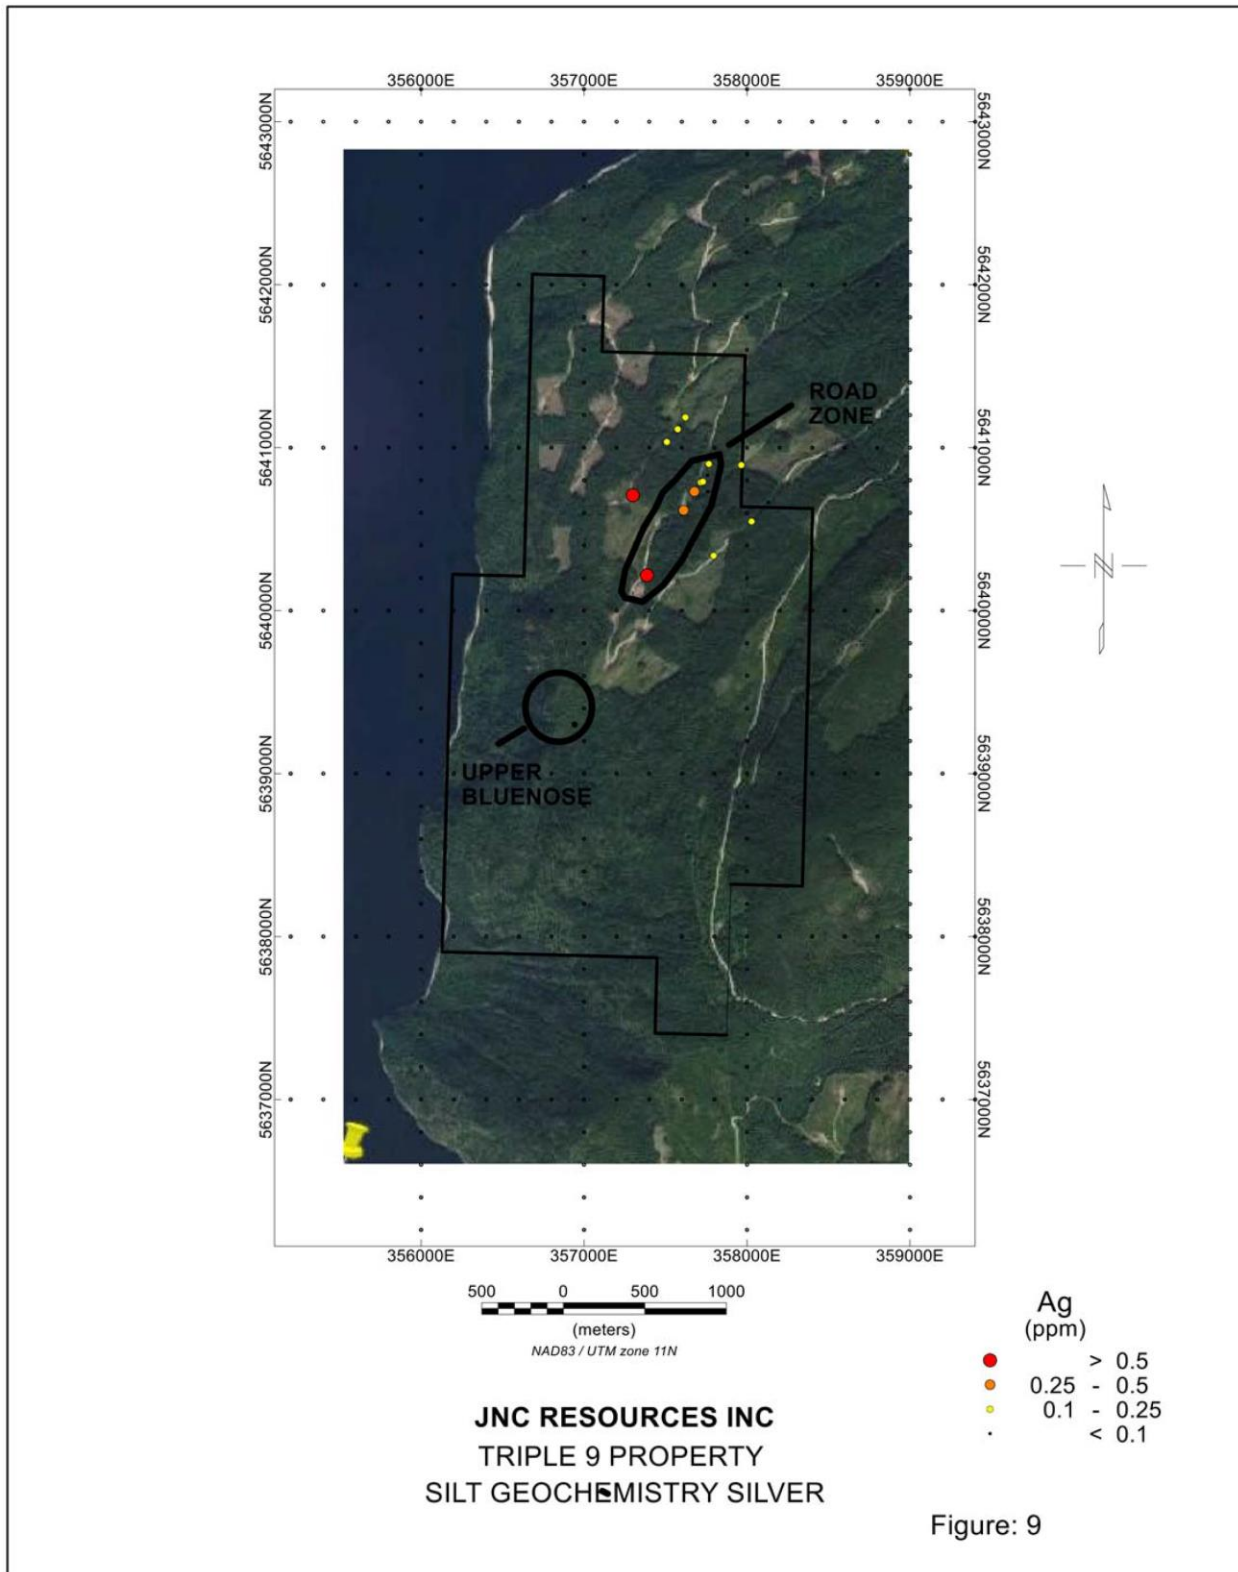 356000E 357000E 358000E 359000E
5643000N 5643000N
5642000N 5642000N
ROAD
ZONE
5641000N 5641000N
N
5640000N 5640000N
UPPER
BLUENOSE
5639000N 5639000N
5638000N 5638000N
5637000N 5637000N
356000E 357000E 358000E 359000E
500 0 500 1000
(meters)
NAD83 / UTM zone 11N
Ag
(ppm)
> 0.5
0.25 - 0.5
0.1 - 0.25
< 0.1
JNC RESOURCES INC
TRIPLE 9 PROPERTY
SILT GEOCHEMISTRY SILVER
Figure: 9